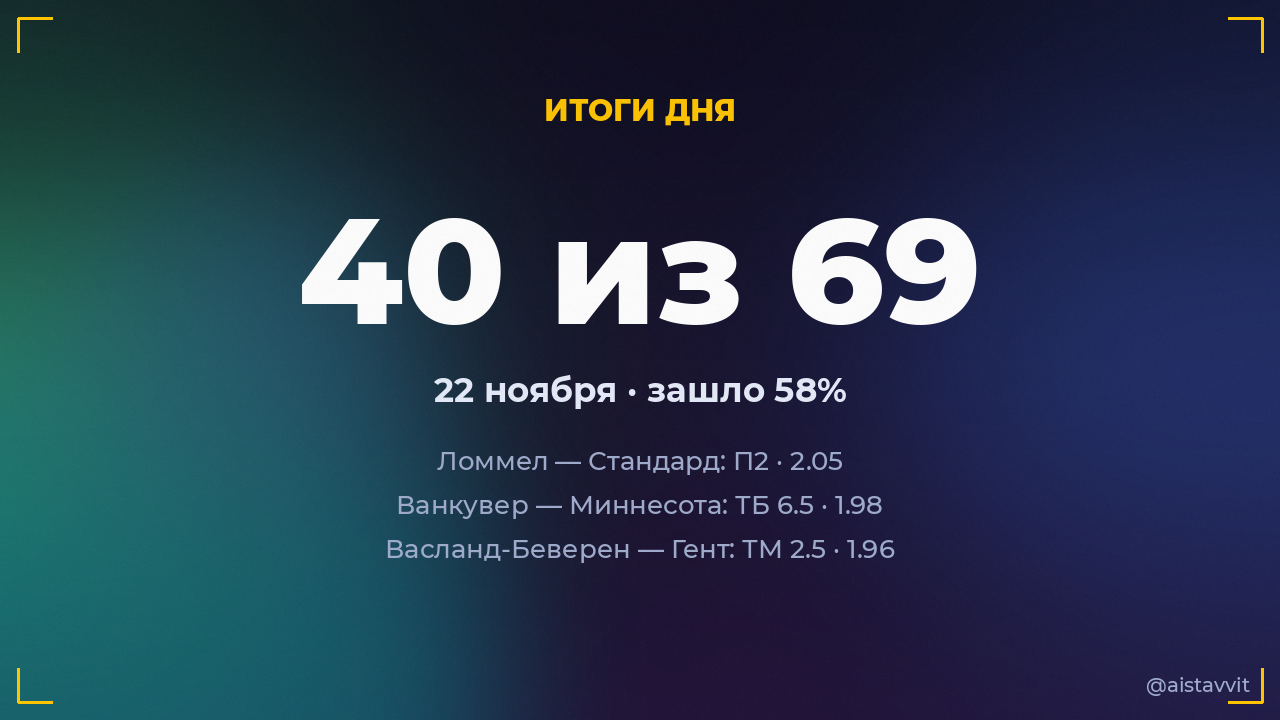 ИТОГИ ДНЯ
40 из 69
22 ноября · зашло 58%
Ломмел — Стандард: П2 · 2.05
Ванкувер — Миннесота: ТБ 6.5 · 1.98
Васланд-Беверен — Гент: ТМ 2.5 · 1.96
@aistavvit